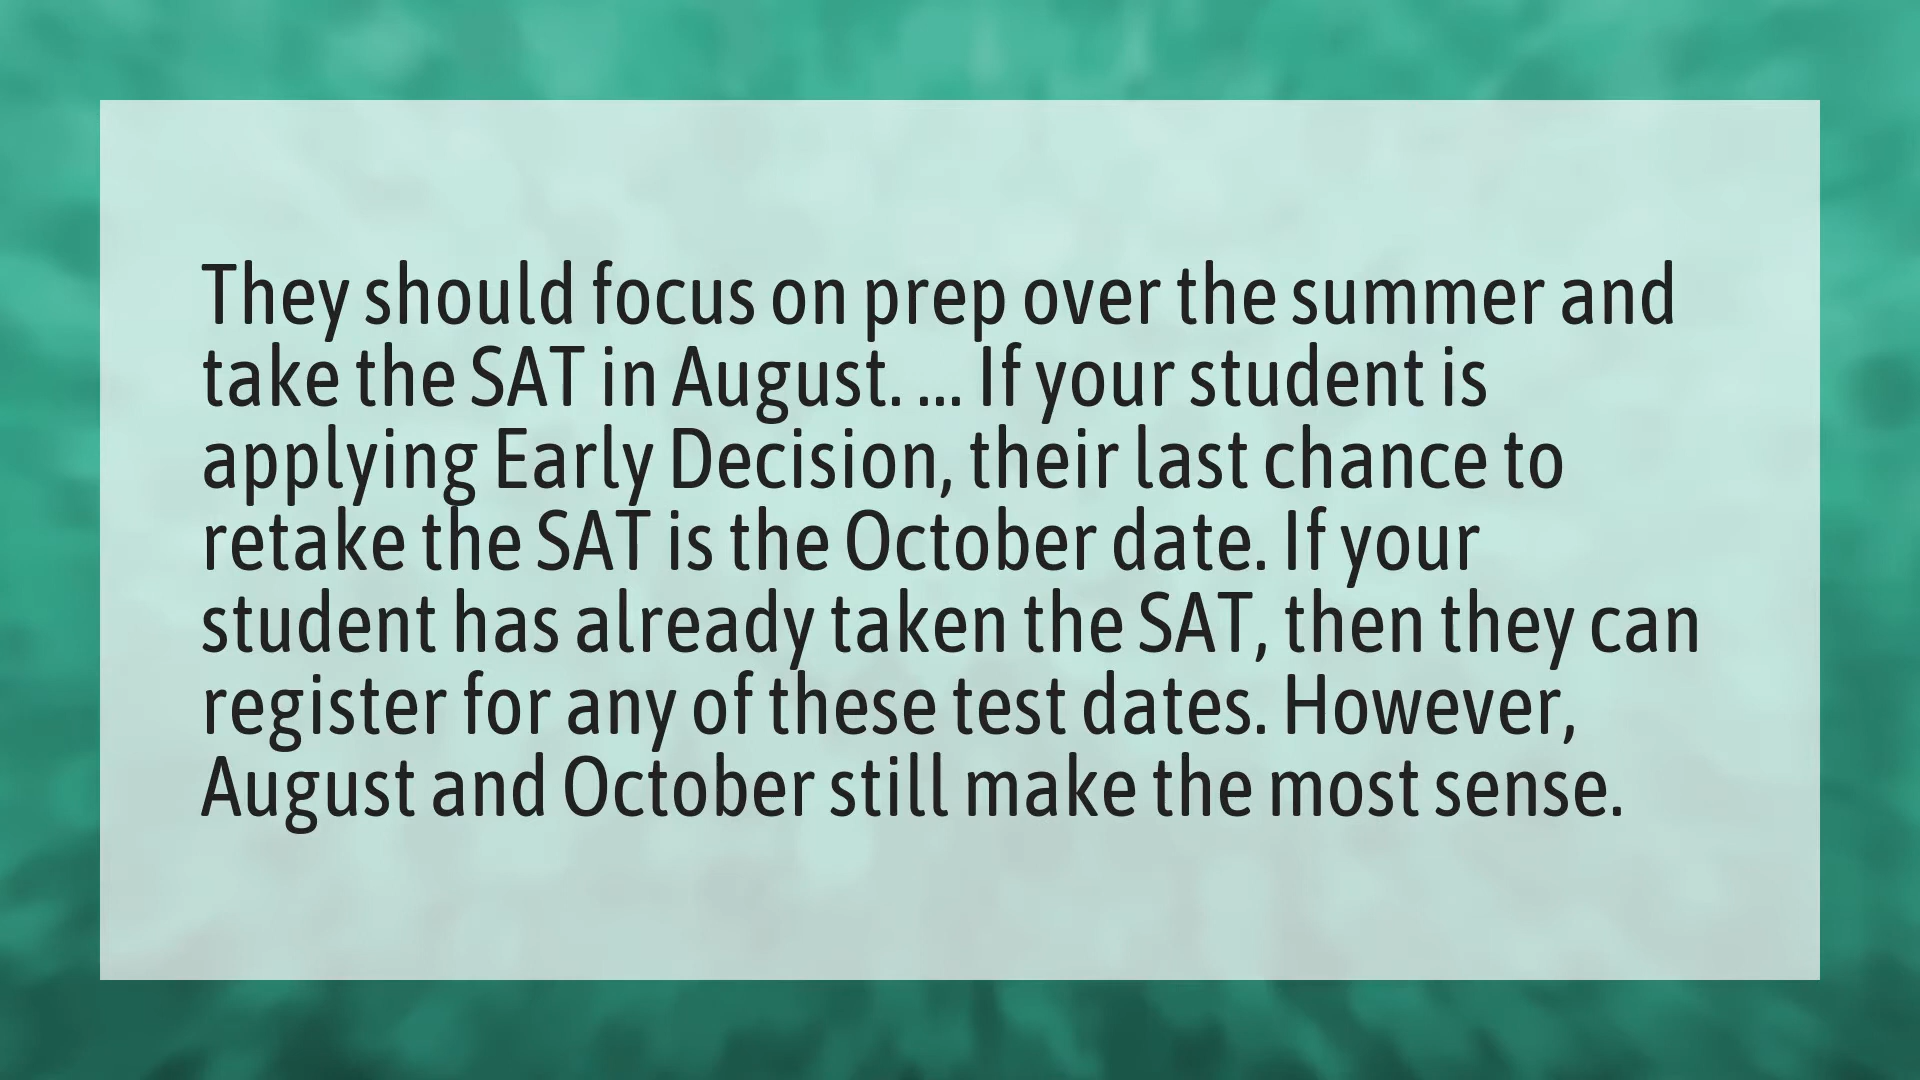 They should focus on prep over the summer and
take the SAT in August. ... If your student is
applying Early Decision, their last chance to
retake the SAT is the October date. If your
student has already taken the SAT, then they can
register for any of these test dates. However,
August and October still make the most sense.